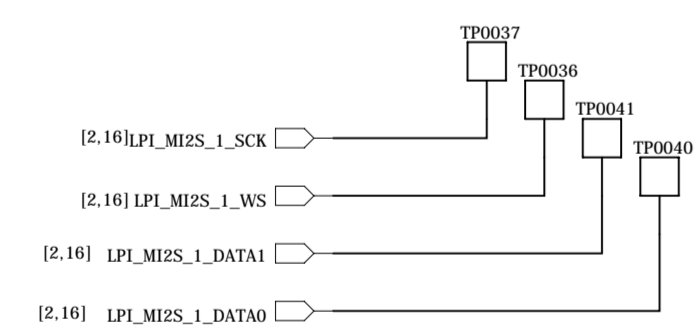 TP0037
TP0036
TP0041
TP0040
[2,16]LPI_MI2S_1_SCK
[2,16] LPI_MI2S_1_WS
[2,16] LPI_MI2S_1_DATA1
[2,16] LPI_MI2S_1_DATA0